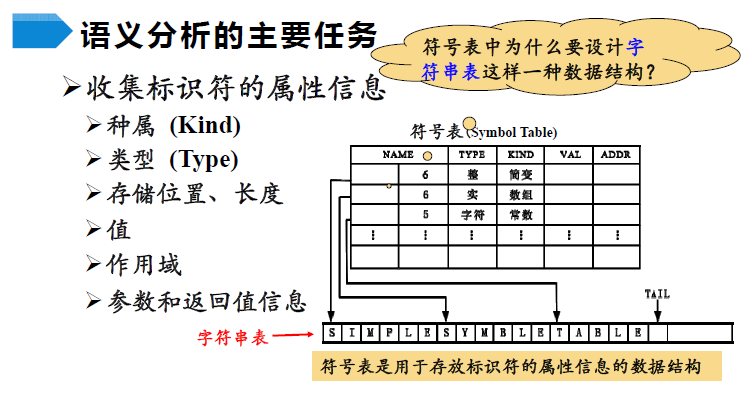 语义分析的主要任务
符号表中为什么要设计字
符串表这样一种数据结构?
收集标识符的属性信息
种属 (Kind)
类型 (Type)
存储位置、长度
值
作用域
参数和返回值信息
符号表(Symbol Table)
NAME TYPE KIND VAL ADDR
6 整 简变
6 实 数组
5 字符 常数
⋮ ⋮ ⋮ ⋮ ⋮ ⋮
TAIL
字符串表
S I M P L E S Y M B L E T A B L E
符号表是用于存放标识符的属性信息的数据结构